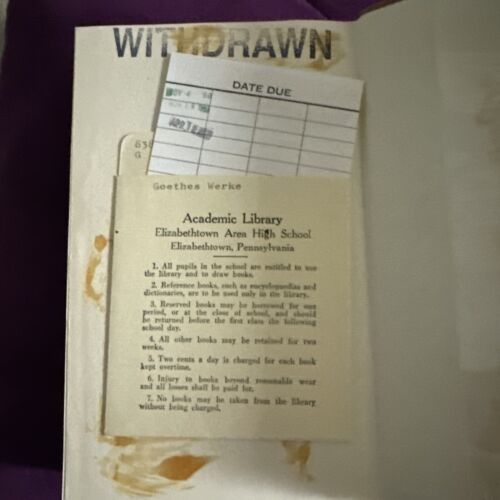 WITHDRAWN
DATE DUE
NOV 4
838
G
Goethes Werke
Academic Library
Elizabethtown Area High School
Elizabethtown, Pennsylvania
1. All pupils in the school are entitled to use
the library and to draw books.
2. Reference books, such as encyclopaedias and
dictionaries, are to be used only in the library.
3. Reserved books may be borrowed for one
period, or at the close of school, and should
be returned before the first class the following
school day.
4. All other books may be retained for two
weeks.
5. Two cents a day is charged for each book
kept overtime.
6. Injury to books beyond reasonable wear
and all losses shall be paid for.
7. No books may be taken from the library
without being charged.